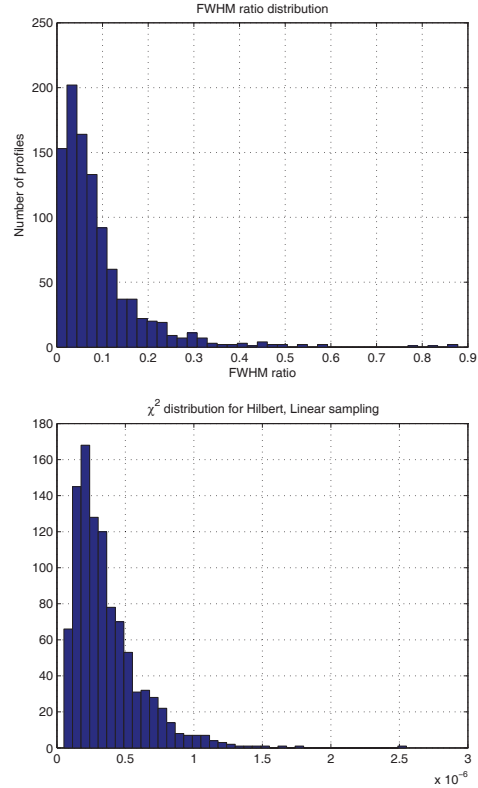 FWHM ratio distribution
250
200
150
100
50
0
Number of profiles
0 0.1 0.2 0.3 0.4 0.5 0.6 0.7 0.8 0.9
FWHM ratio
χ² distribution for Hilbert, Linear sampling
180
160
140
120
100
80
60
40
20
0
0 0.5 1 1.5 2 2.5 3
x 10⁻⁶